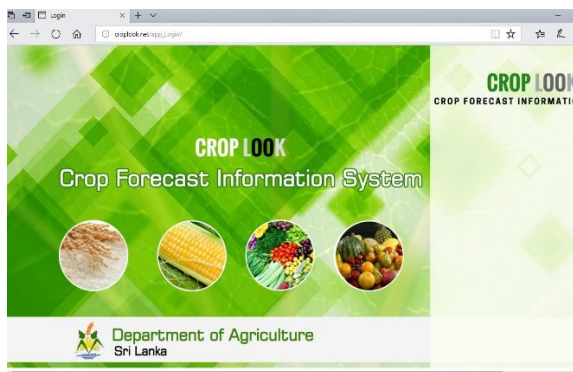 Login
croplook.net/app_Login/
CROP LOOK
CROP FORECAST INFORMATI
CROP LOOK
Crop Forecast Information System
Department of Agriculture
Sri Lanka